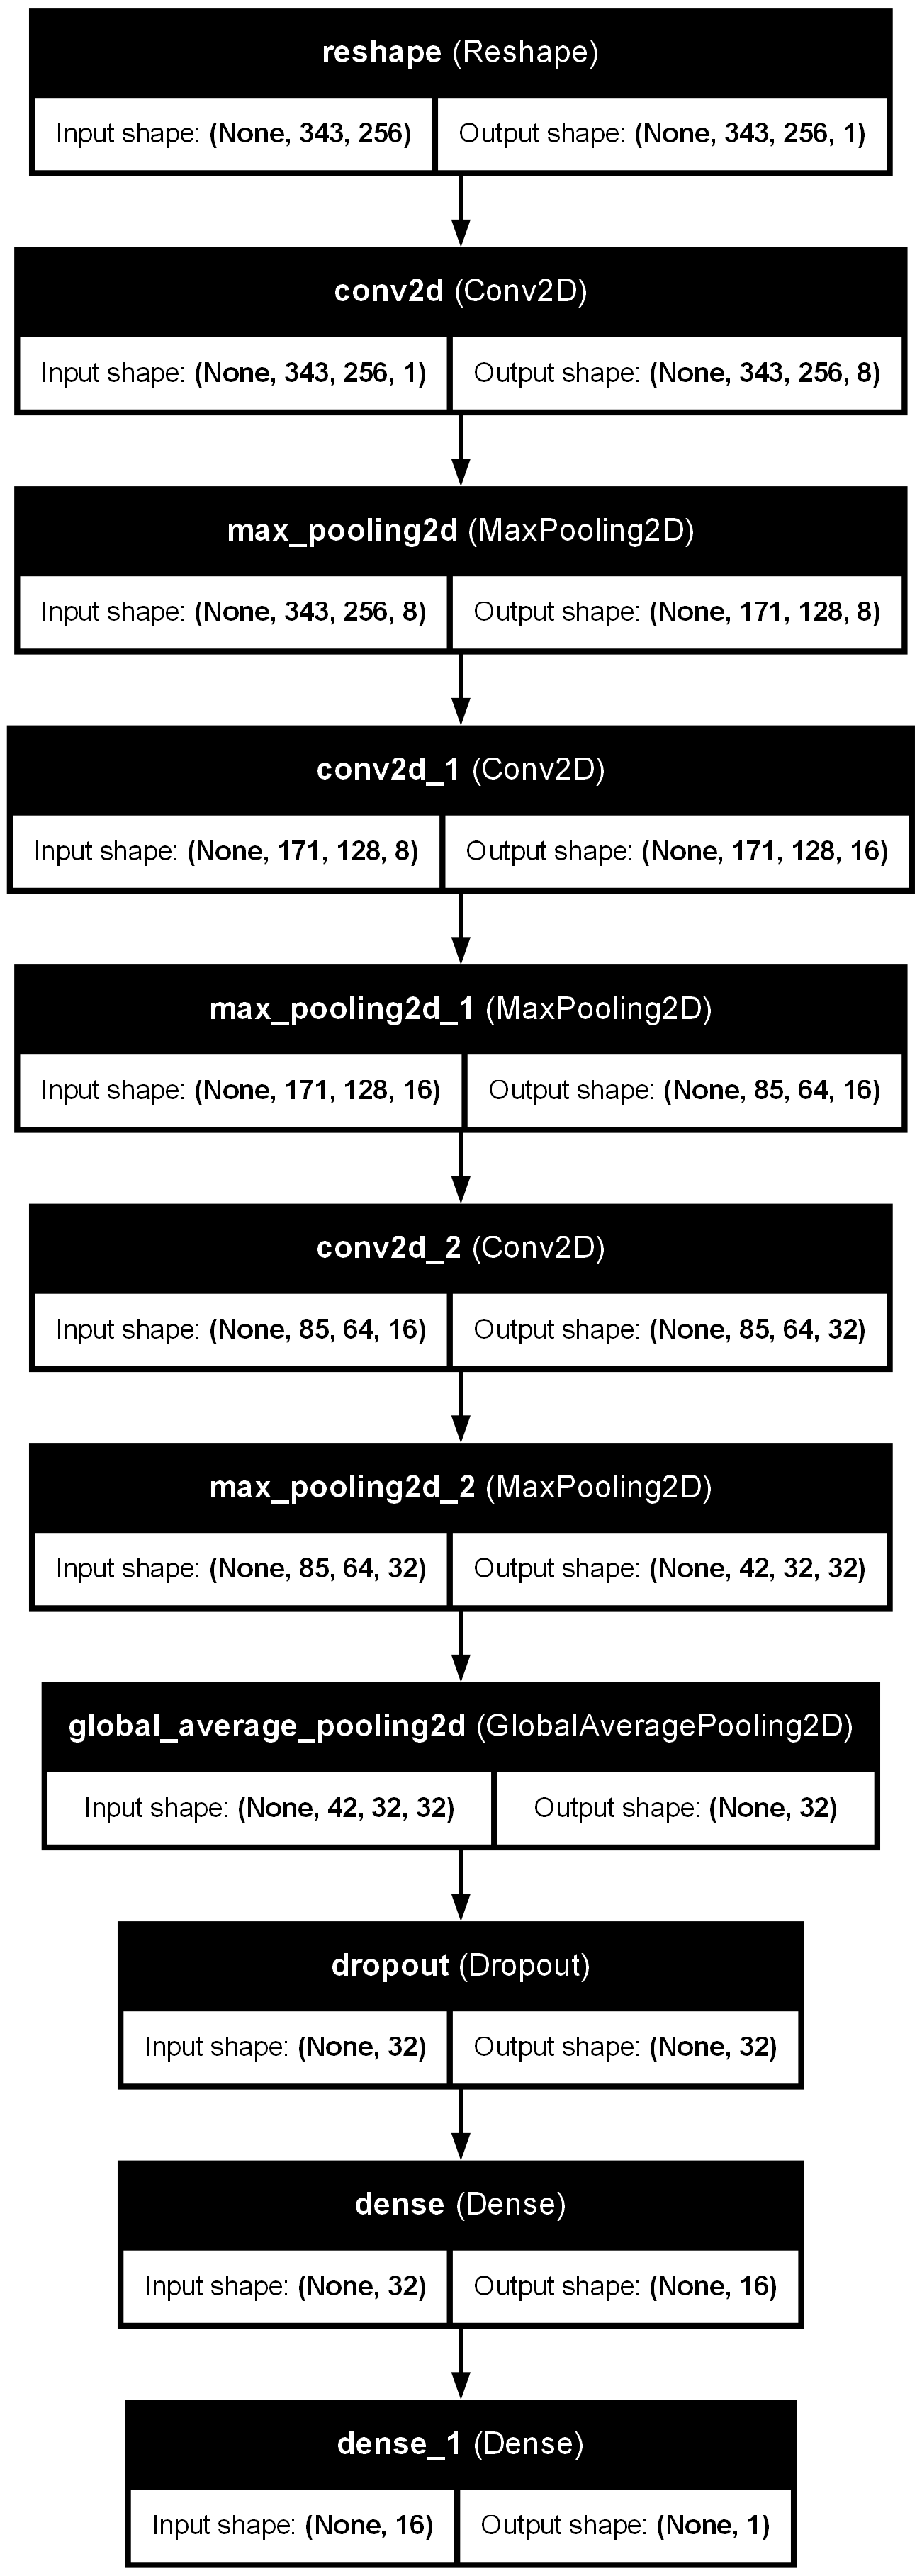 reshape (Reshape)
Input shape: (None, 343, 256) Output shape: (None, 343, 256, 1)
conv2d (Conv2D)
Input shape: (None, 343, 256, 1) Output shape: (None, 343, 256, 8)
max_pooling2d (MaxPooling2D)
Input shape: (None, 343, 256, 8) Output shape: (None, 171, 128, 8)
conv2d_1 (Conv2D)
Input shape: (None, 171, 128, 8) Output shape: (None, 171, 128, 16)
max_pooling2d_1 (MaxPooling2D)
Input shape: (None, 171, 128, 16) Output shape: (None, 85, 64, 16)
conv2d_2 (Conv2D)
Input shape: (None, 85, 64, 16) Output shape: (None, 85, 64, 32)
max_pooling2d_2 (MaxPooling2D)
Input shape: (None, 85, 64, 32) Output shape: (None, 42, 32, 32)
global_average_pooling2d (GlobalAveragePooling2D)
Input shape: (None, 42, 32, 32) Output shape: (None, 32)
dropout (Dropout)
Input shape: (None, 32) Output shape: (None, 32)
dense (Dense)
Input shape: (None, 32) Output shape: (None, 16)
dense_1 (Dense)
Input shape: (None, 16) Output shape: (None, 1)